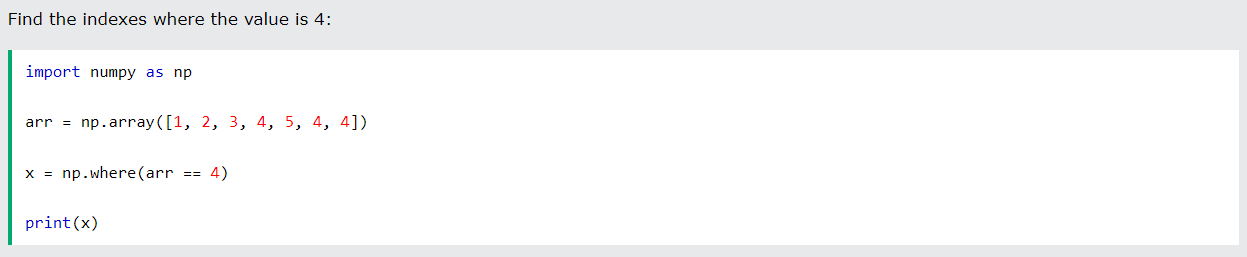 Find the indexes where the value is 4:
import numpy as np
arr = np.array([1, 2, 3, 4, 5, 4, 4])
x = np.where(arr == 4)
print(x)